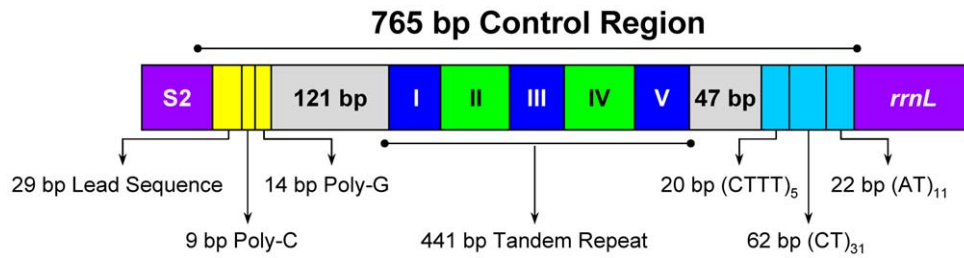 765 bp Control Region
S2 121 bp I II III IV V 47 bp rrnL
29 bp Lead Sequence 14 bp Poly-G 20 bp (CTTT)₅ 22 bp (AT)₁₁
9 bp Poly-C 441 bp Tandem Repeat 62 bp (CT)₃₁